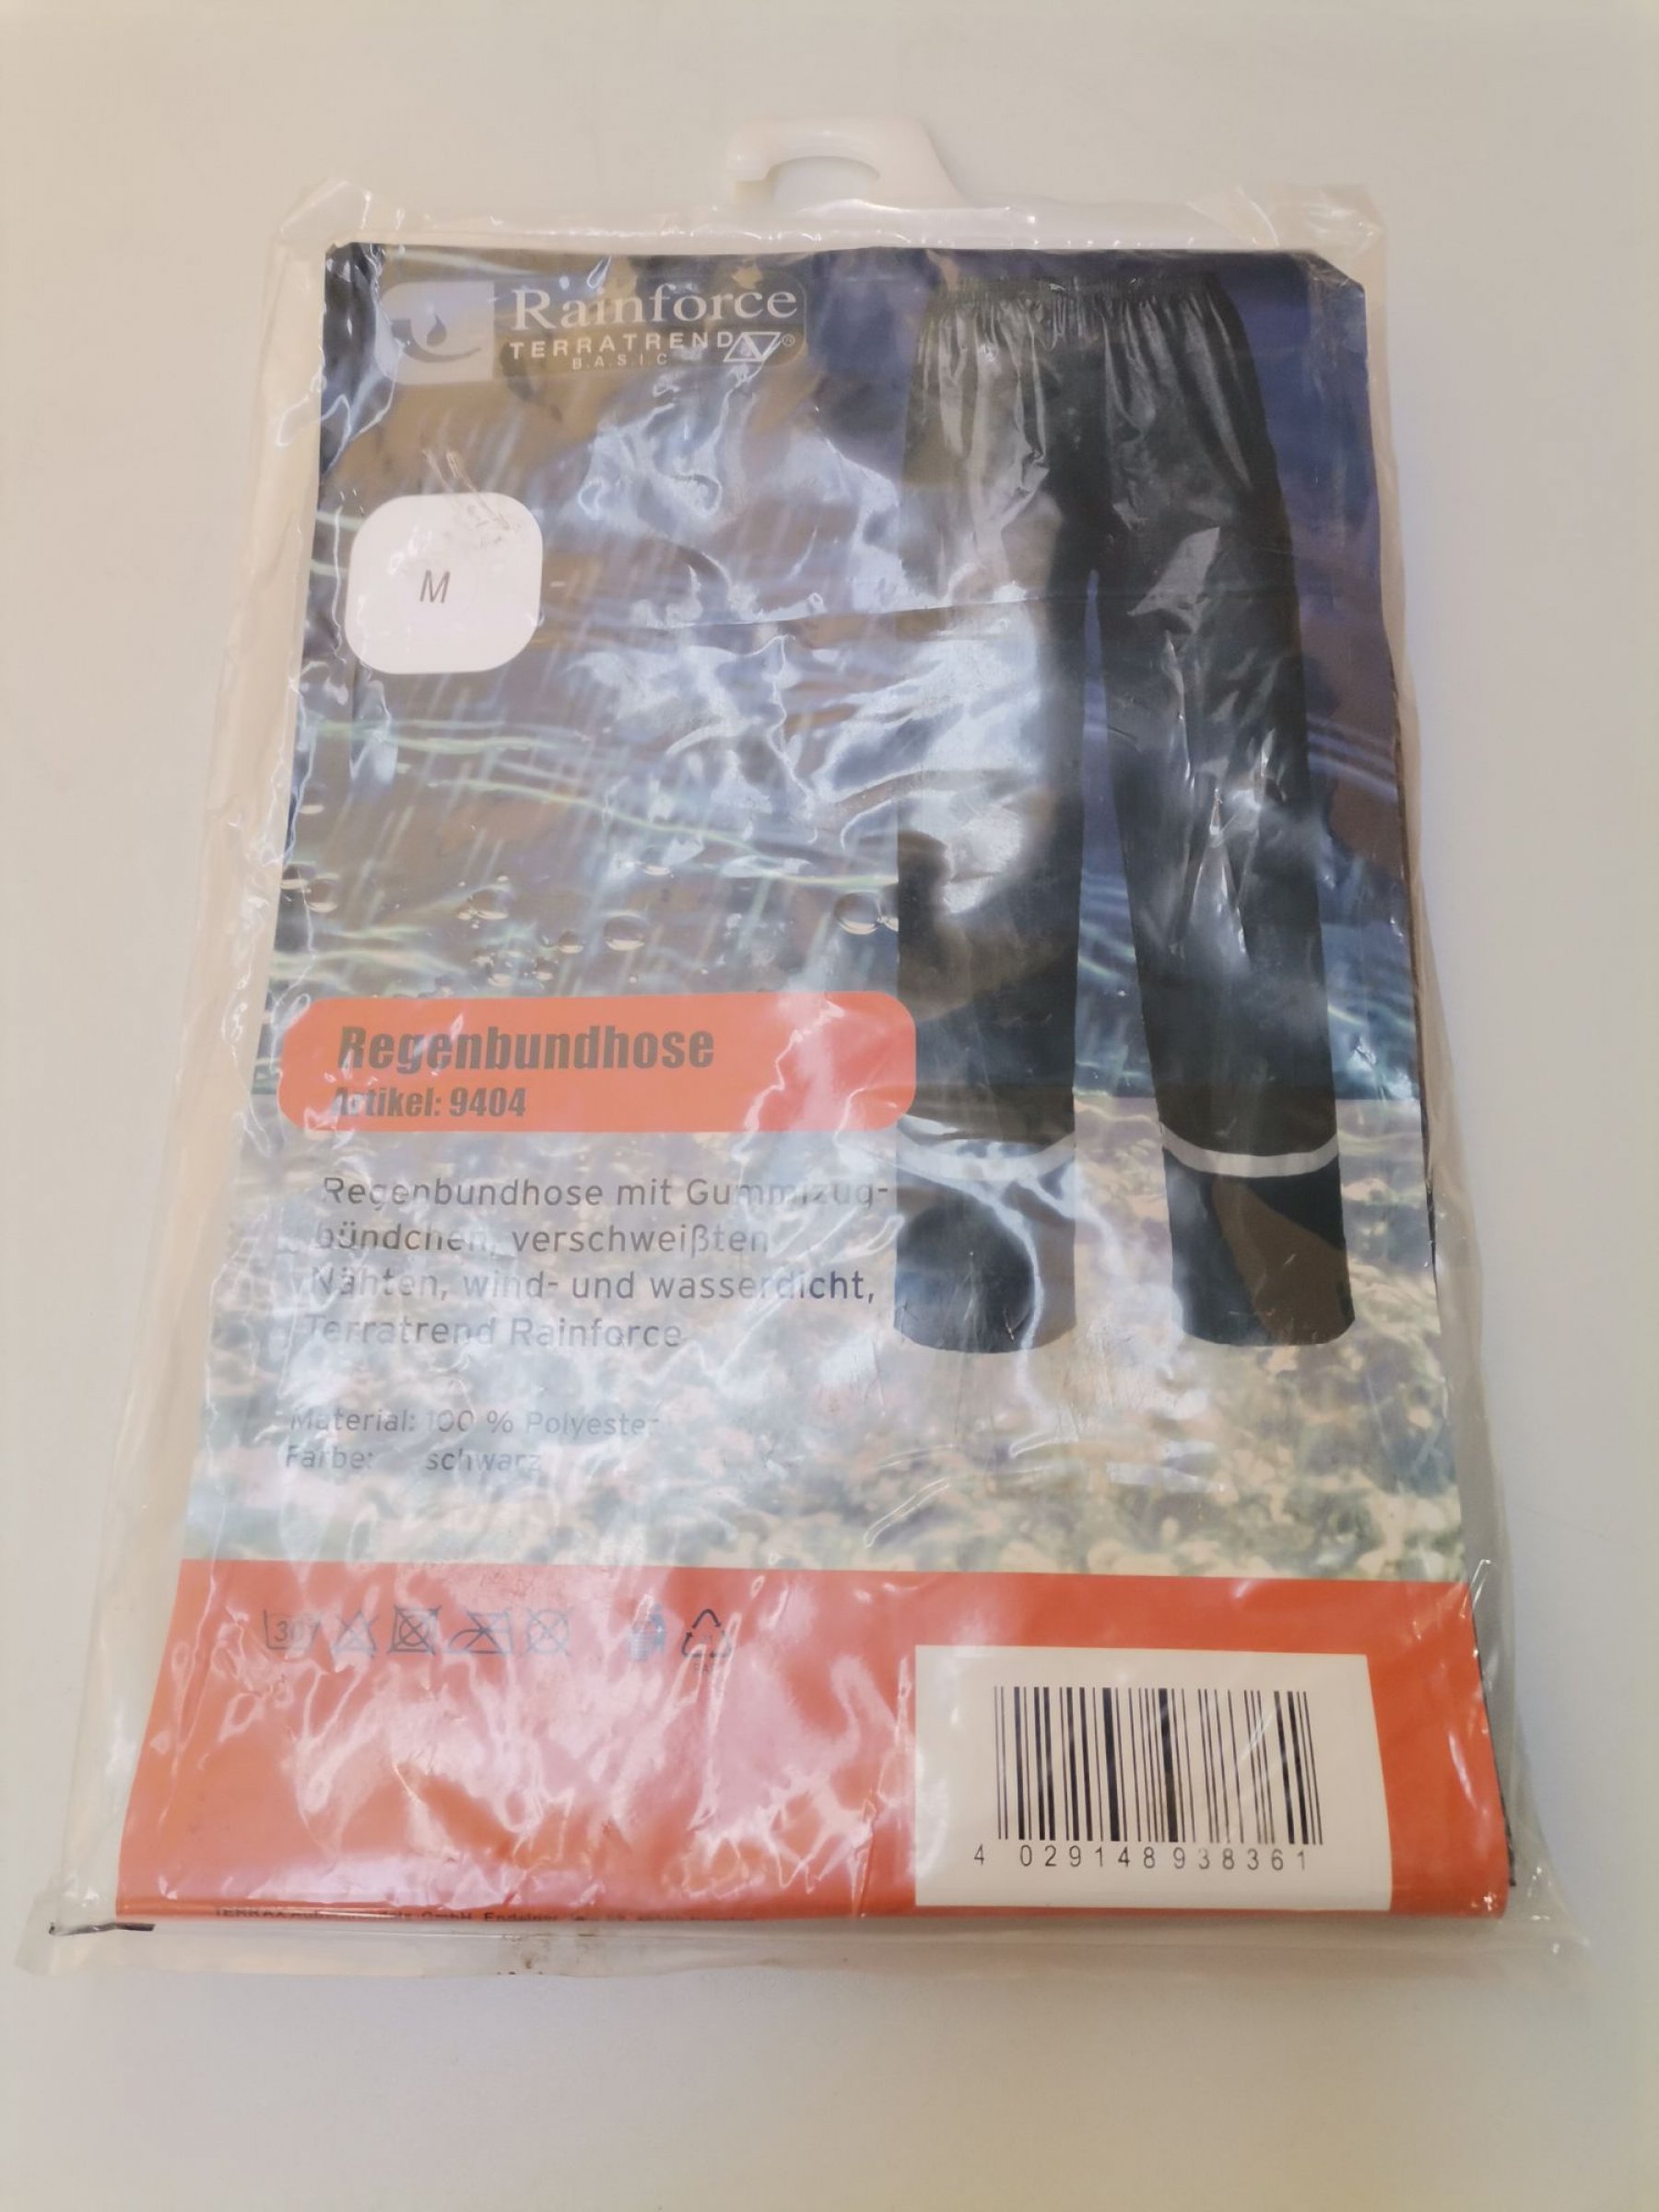 Rainforce
TERRATREND®
B.A.S.I.C
M
Regenbundhose
Artikel: 9404
Regenbundhose mit Gummizug-
bündchen, verschweißten
Nähten, wind- und wasserdicht,
Terratrend Rainforce
Material: 100 % Polyester
Farbe: schwarz
30
4 029148 938361